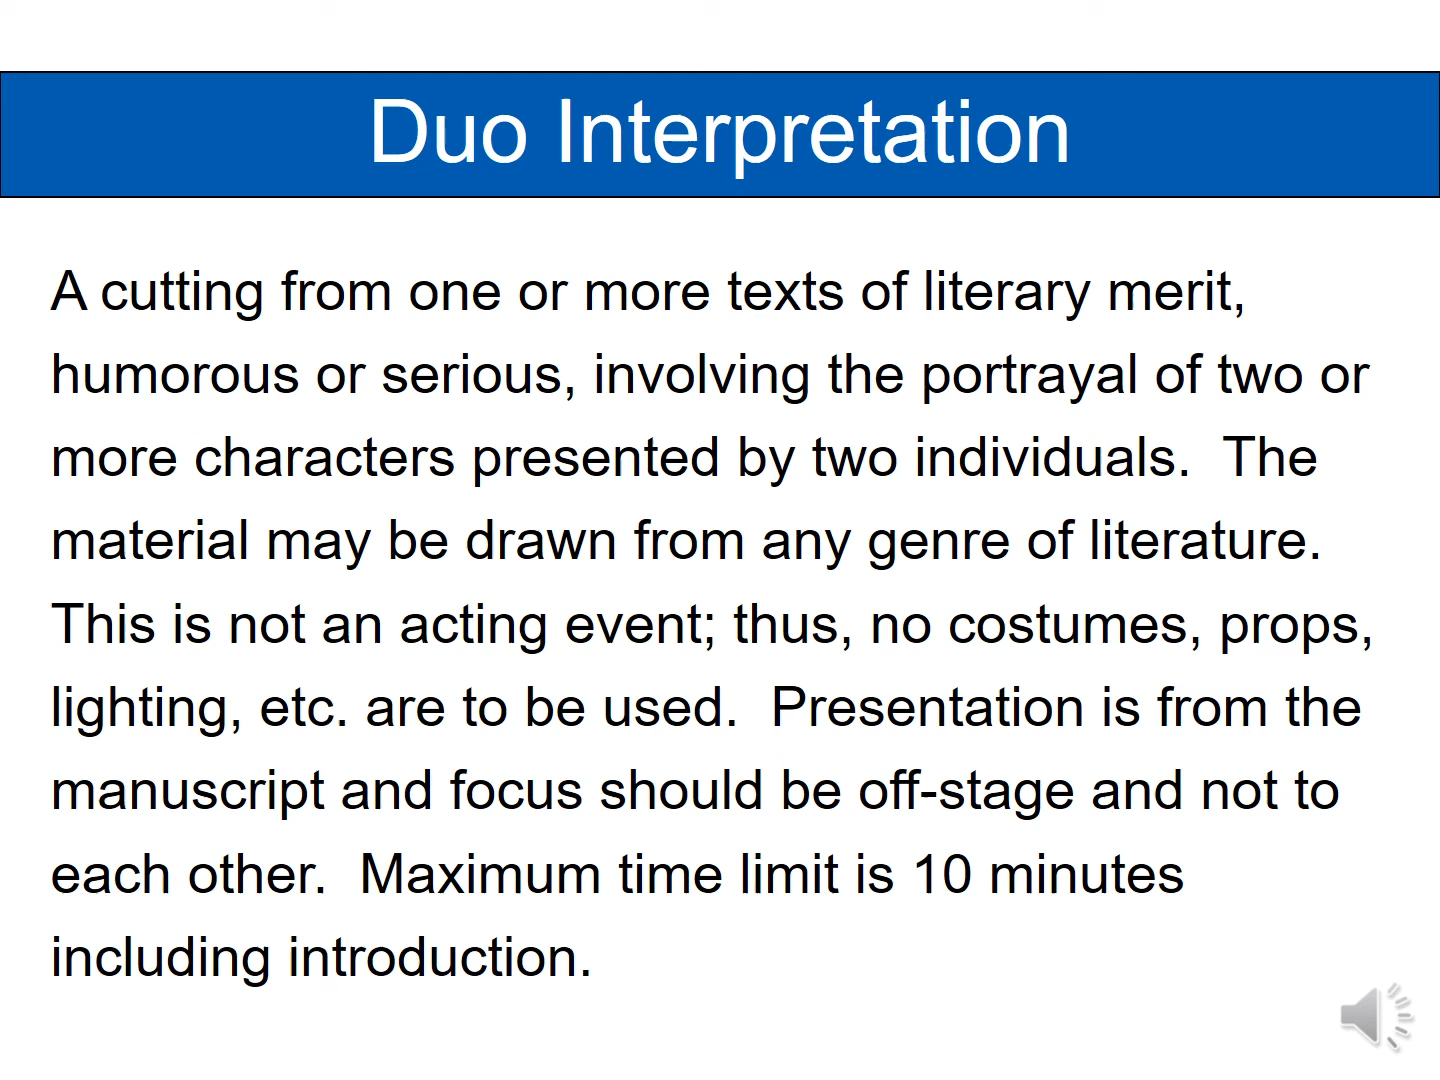 Duo Interpretation
A cutting from one or more texts of literary merit,
humorous or serious, involving the portrayal of two or
more characters presented by two individuals.  The
material may be drawn from any genre of literature.
This is not an acting event; thus, no costumes, props,
lighting, etc. are to be used.  Presentation is from the
manuscript and focus should be off-stage and not to
each other.  Maximum time limit is 10 minutes
including introduction.